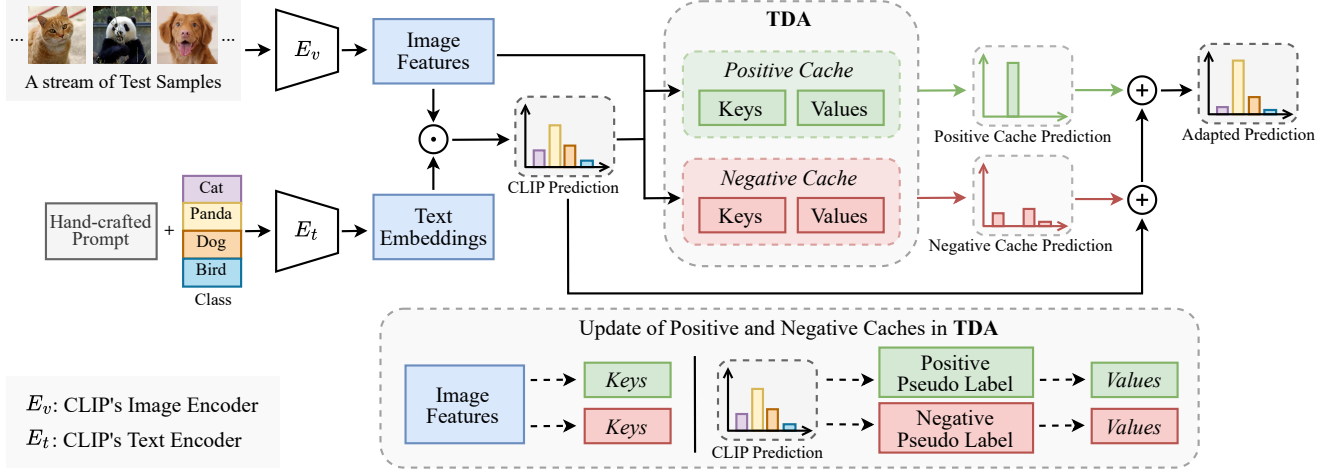 ...
...
A stream of Test Samples
E_v
Image
Features
TDA
Positive Cache
Keys
Values
Positive Cache Prediction
+
Adapted Prediction
CLIP Prediction
Negative Cache
Keys
Values
Negative Cache Prediction
+
Hand-crafted
Prompt
+
Cat
Panda
Dog
Bird
Class
E_t
Text
Embeddings
Update of Positive and Negative Caches in TDA
Image
Features
Keys
Keys
CLIP Prediction
Positive
Pseudo Label
Values
Negative
Pseudo Label
Values
E_v: CLIP's Image Encoder
E_t: CLIP's Text Encoder